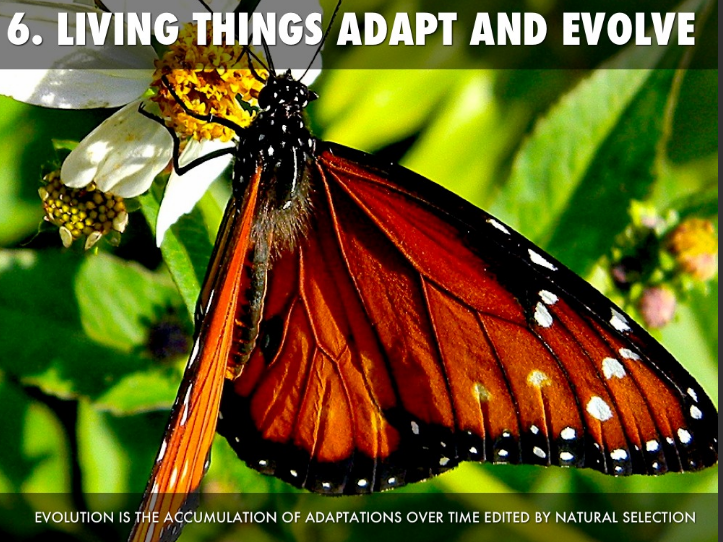 6. LIVING THINGS ADAPT AND EVOLVE
EVOLUTION IS THE ACCUMULATION OF ADAPTATIONS OVER TIME EDITED BY NATURAL SELECTION